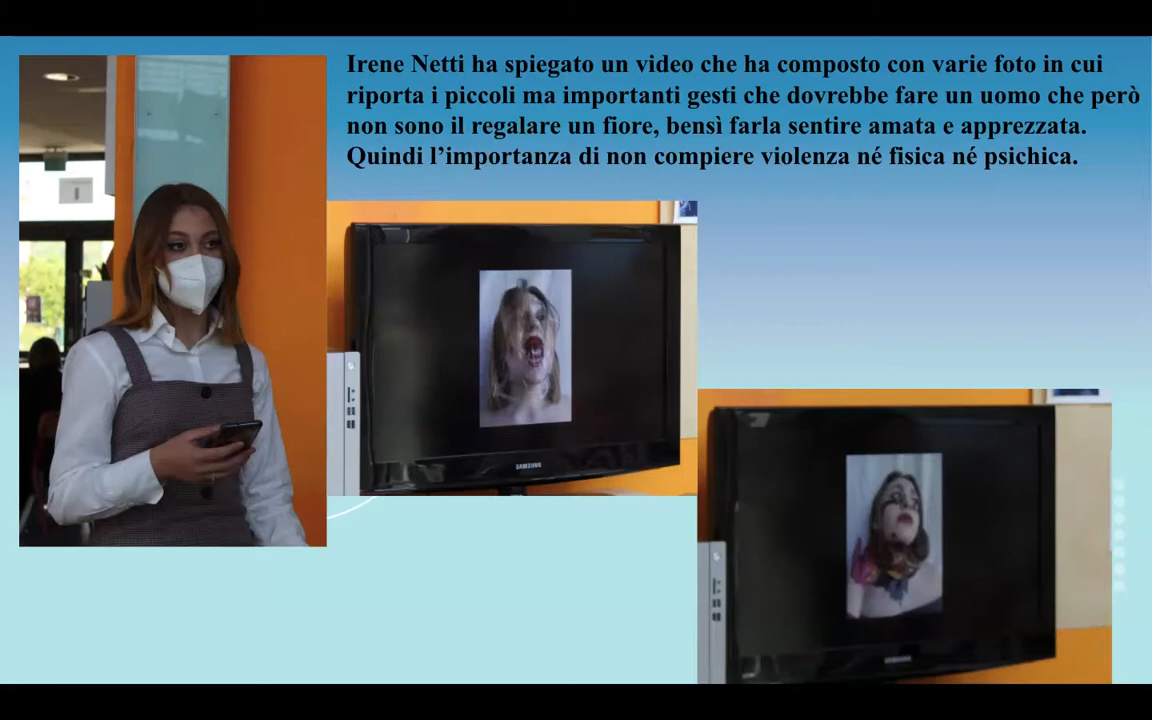 Irene Netti ha spiegato un video che ha composto con varie foto in cui
riporta i piccoli ma importanti gesti che dovrebbe fare un uomo che però
non sono il regalare un fiore, bensì farla sentire amata e apprezzata.
Quindi l’importanza di non compiere violenza né fisica né psichica.
SAMSUNG
SAMSUNG